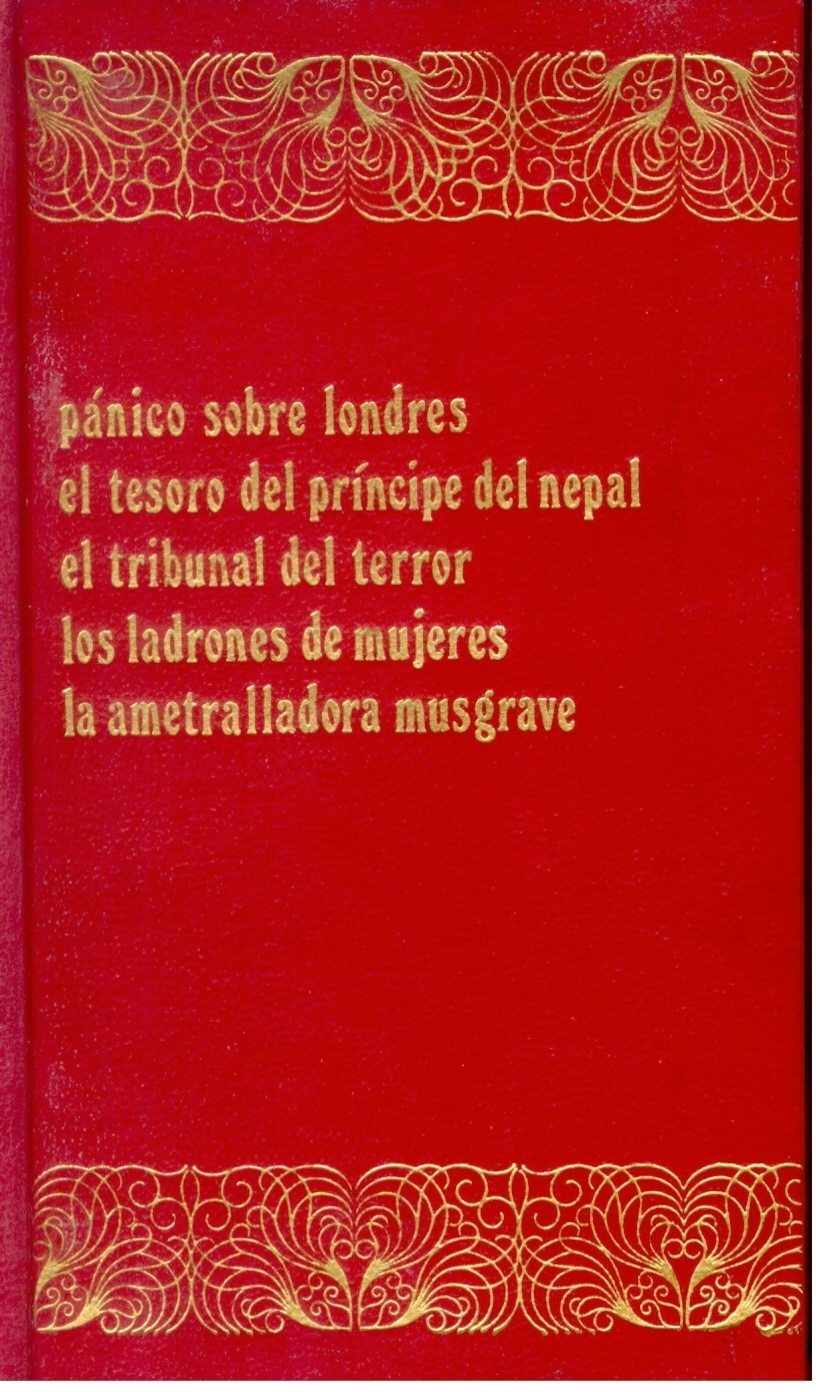 pánico sobre londres
el tesoro del príncipe del nepal
el tribunal del terror
los ladrones de mujeres
la ametralladora musgrave